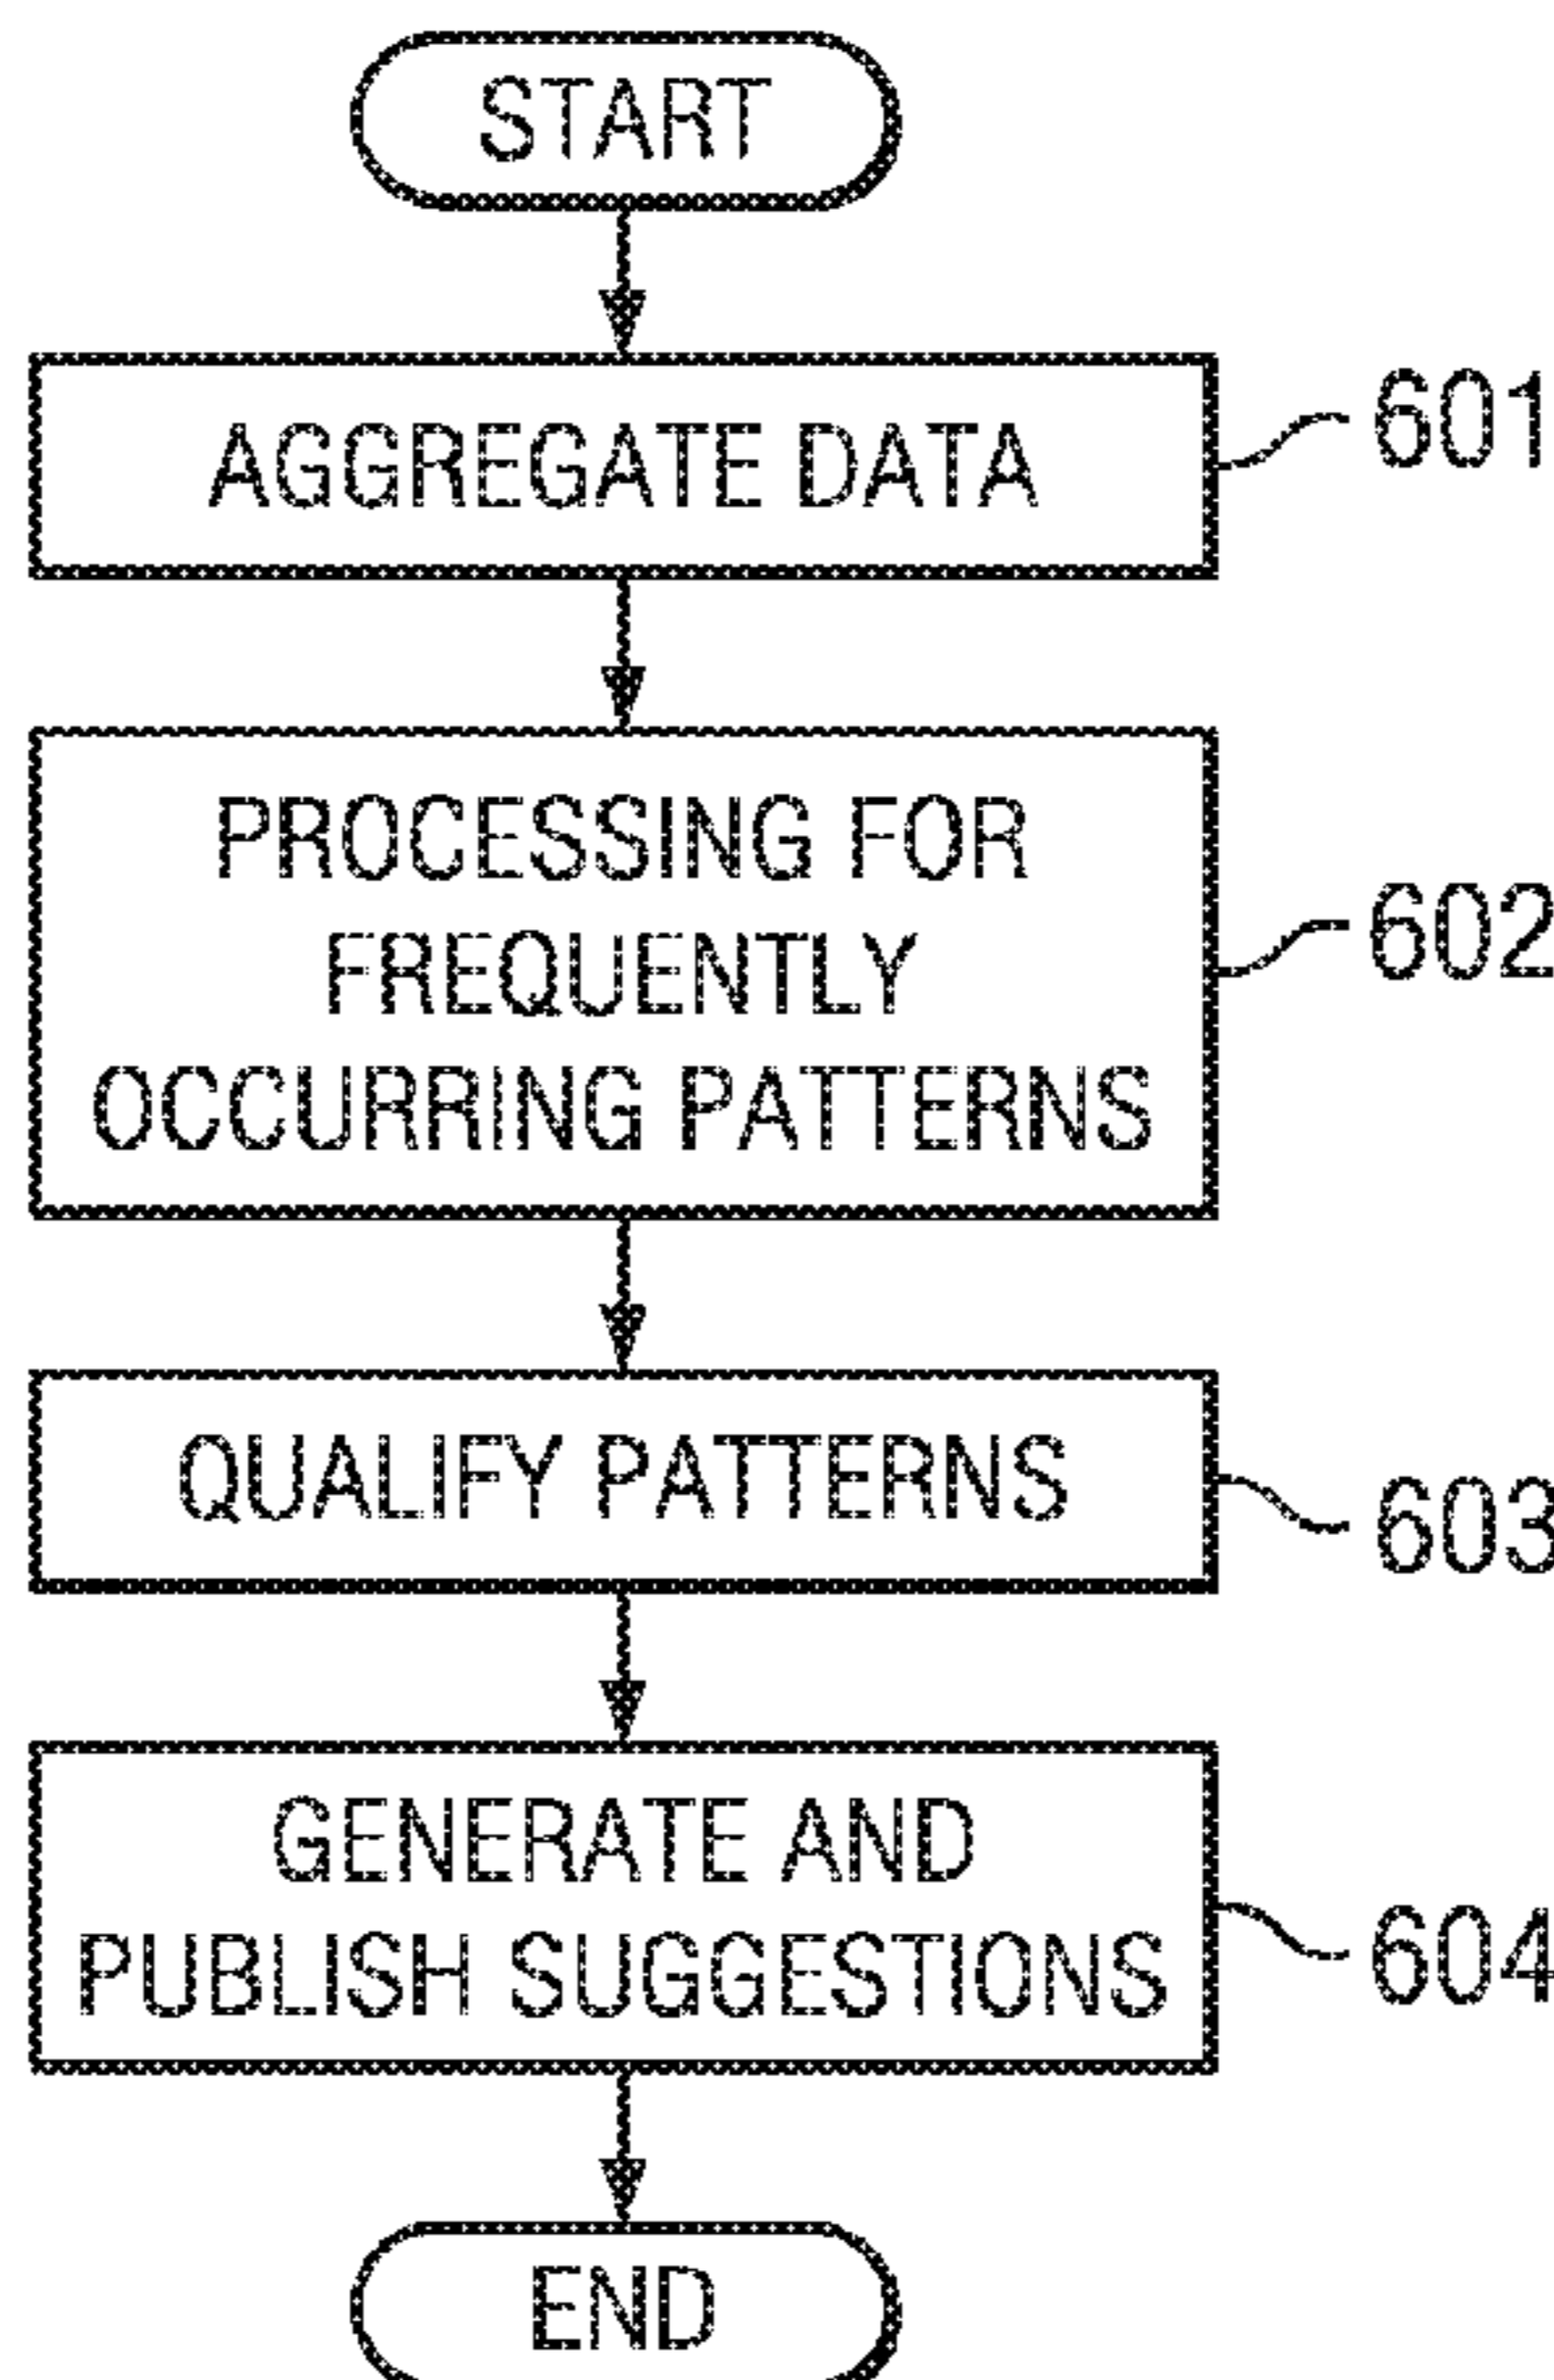 START
AGGREGATE DATA
601
PROCESSING FOR
FREQUENTLY
OCCURRING PATTERNS
602
QUALIFY PATTERNS
603
GENERATE AND
PUBLISH SUGGESTIONS
604
END